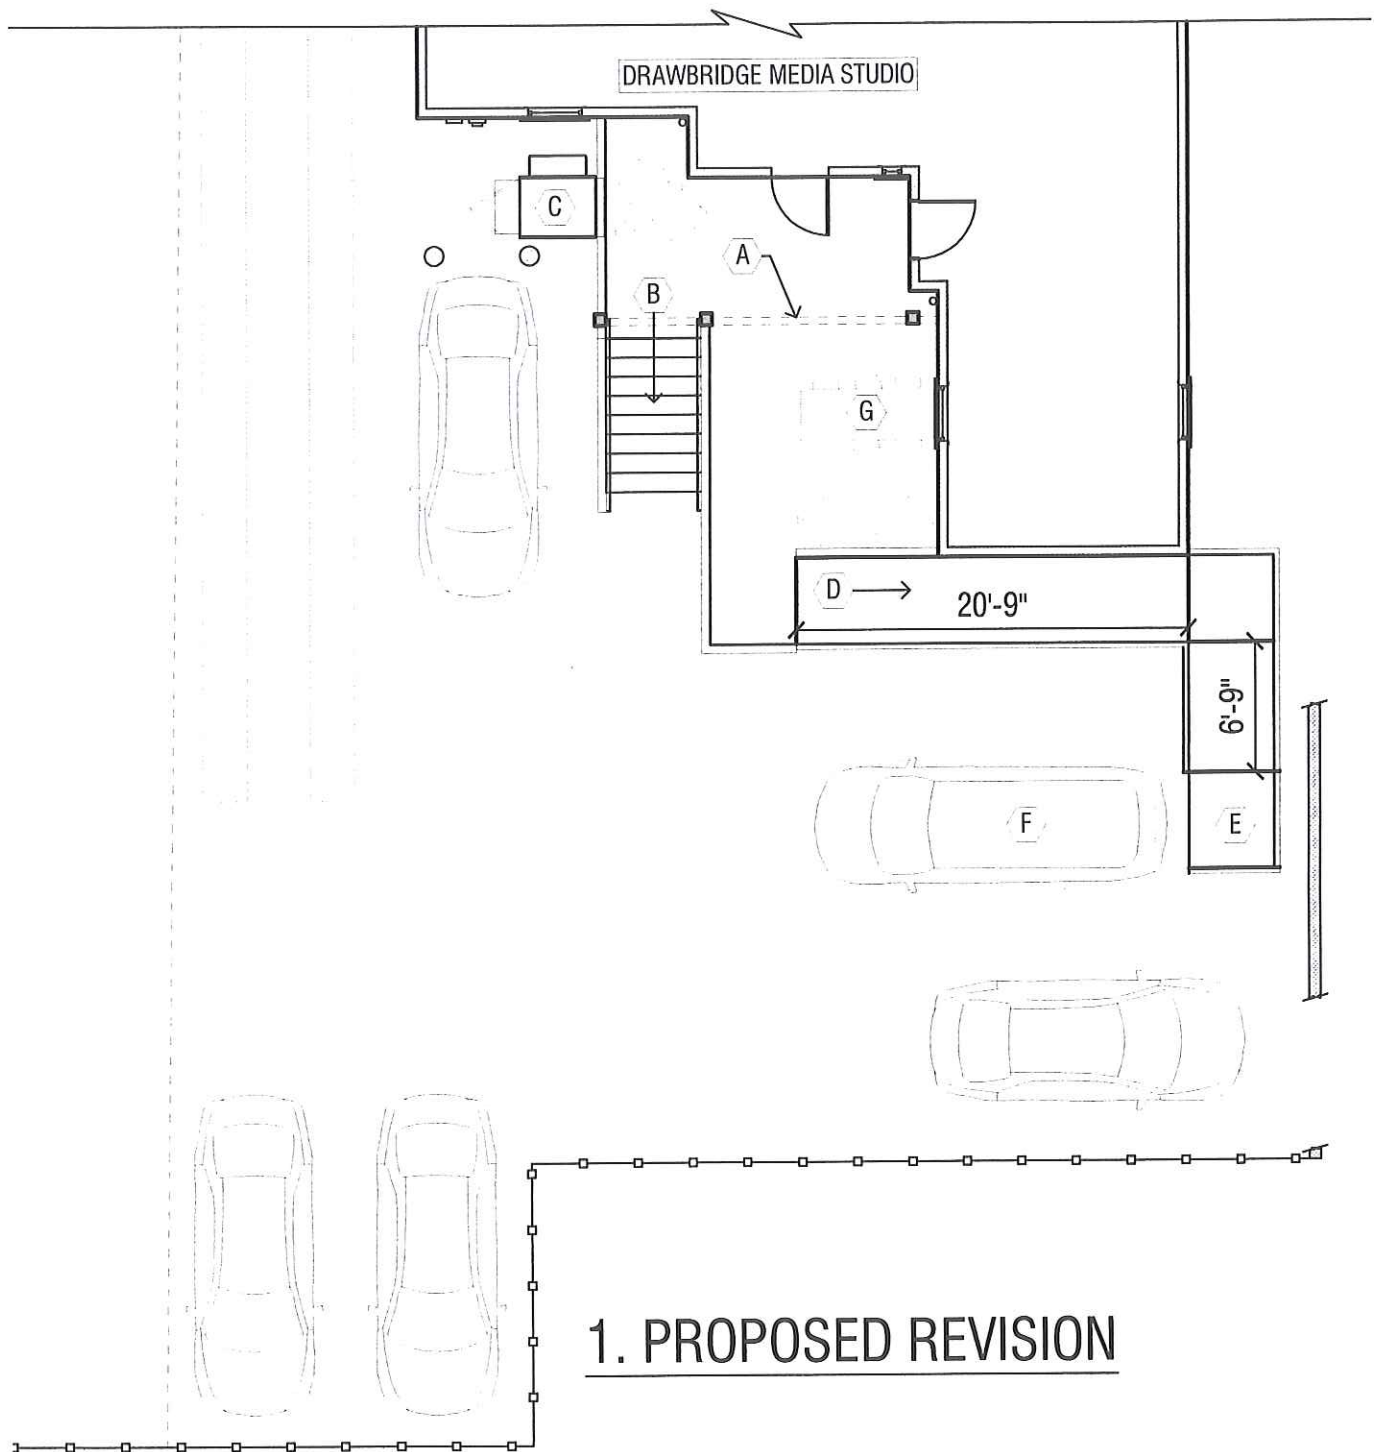 DRAWBRIDGE MEDIA STUDIO
C
A
B
G
D
20'-9"
6'-9"
F
E
1. PROPOSED REVISION